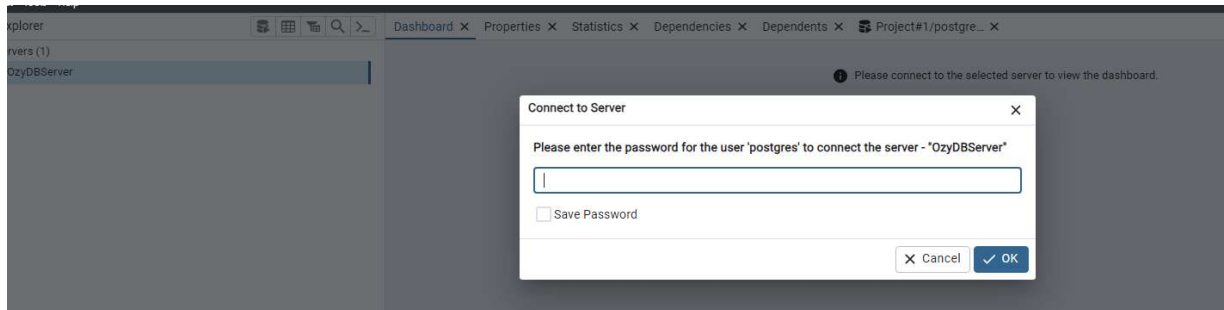 xplorer
Dashboard Properties Statistics Dependencies Dependents Project#1/postgre...
rvers (1)
OzyDBServer
Please connect to the selected server to view the dashboard.
Connect to Server
Please enter the password for the user 'postgres' to connect the server - "OzyDBServer"
Save Password
Cancel OK